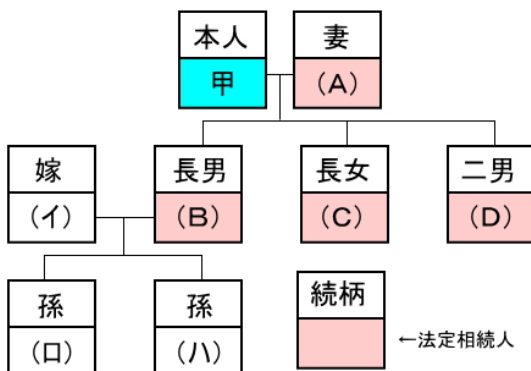 本人 妻
甲 (A)
嫁 長男 長女 二男
(イ) (B) (C) (D)
孫 孫 続柄
(ロ) (ハ) ←法定相続人